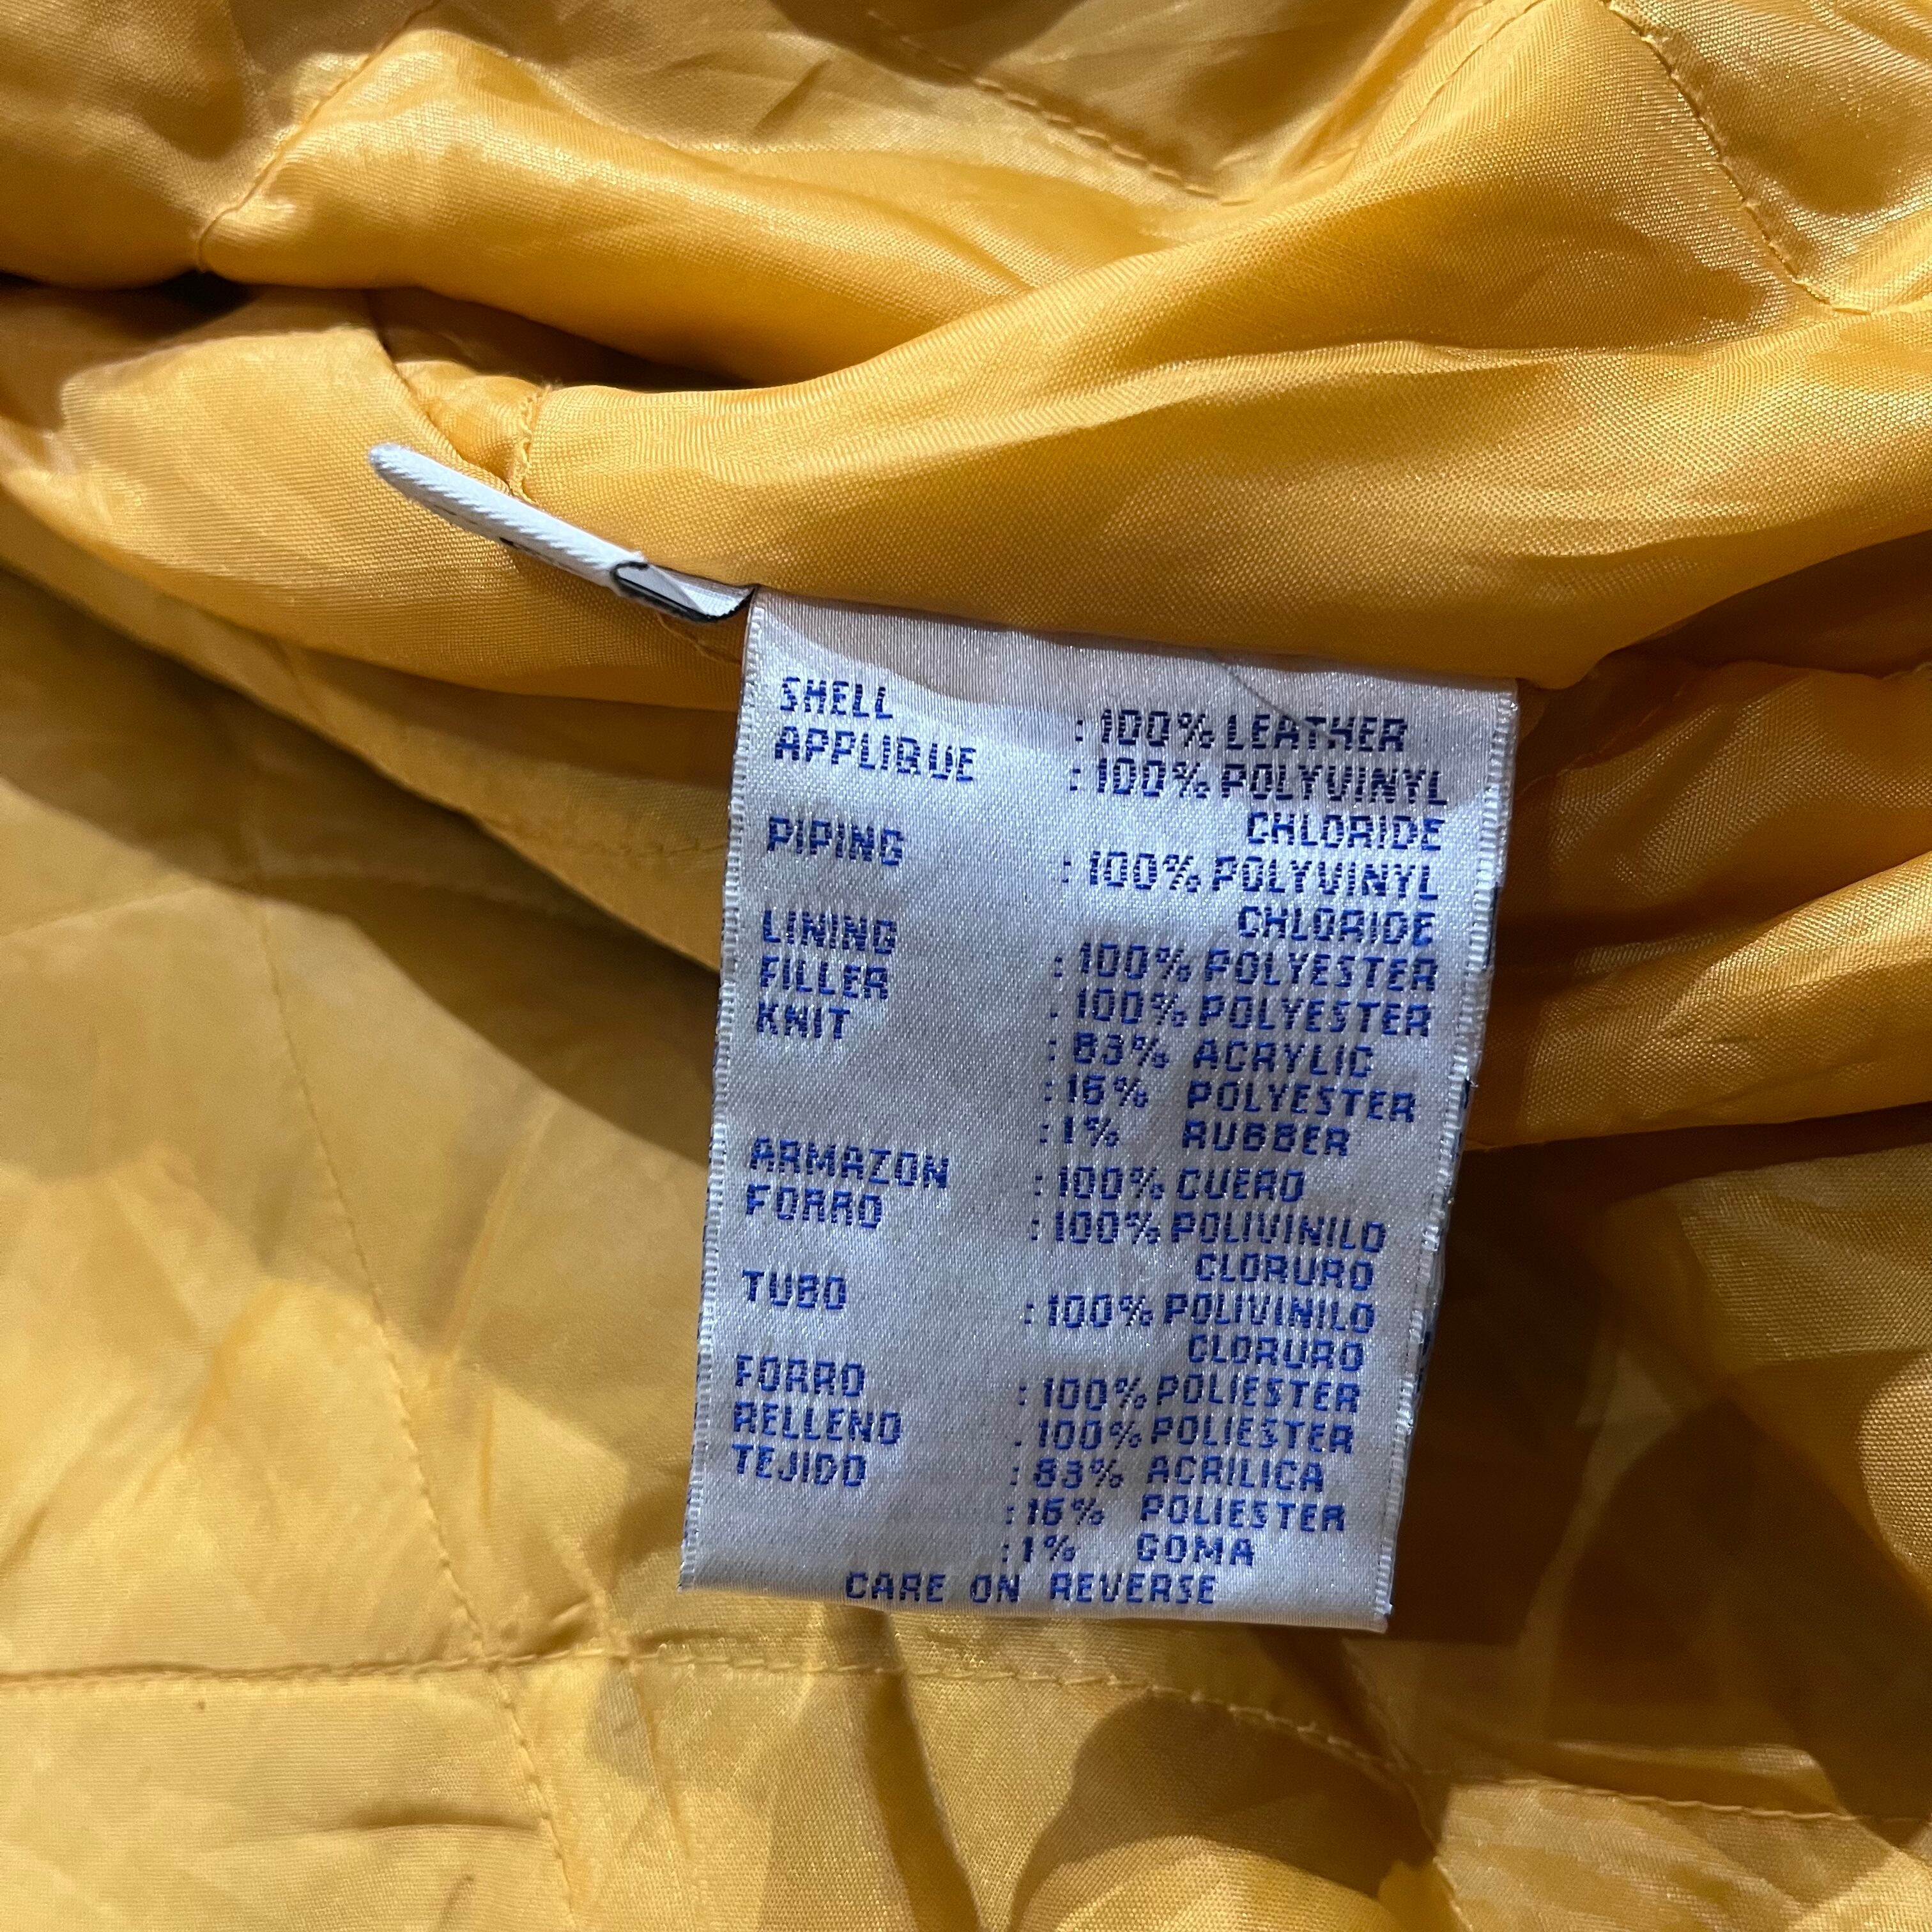 SHELL : 100% LEATHER
APPLIQUE : 100% POLYVINYL
CHLORIDE
PIPING : 100% POLYVINYL
CHLORIDE
LINING : 100% POLYESTER
FILLER : 100% POLYESTER
KNIT : 83% ACRYLIC
: 16% POLYESTER
: 1% RUBBER
ARMAZON : 100% CUERO
FORRO : 100% POLIVINILO
CLORURO
TUBO : 100% POLIVINILO
CLORURO
FORRO : 100% POLIESTER
RELLENO : 100% POLIESTER
TEJIDO : 83% ACRILICA
: 16% POLIESTER
: 1% GOMA
CARE ON REVERSE